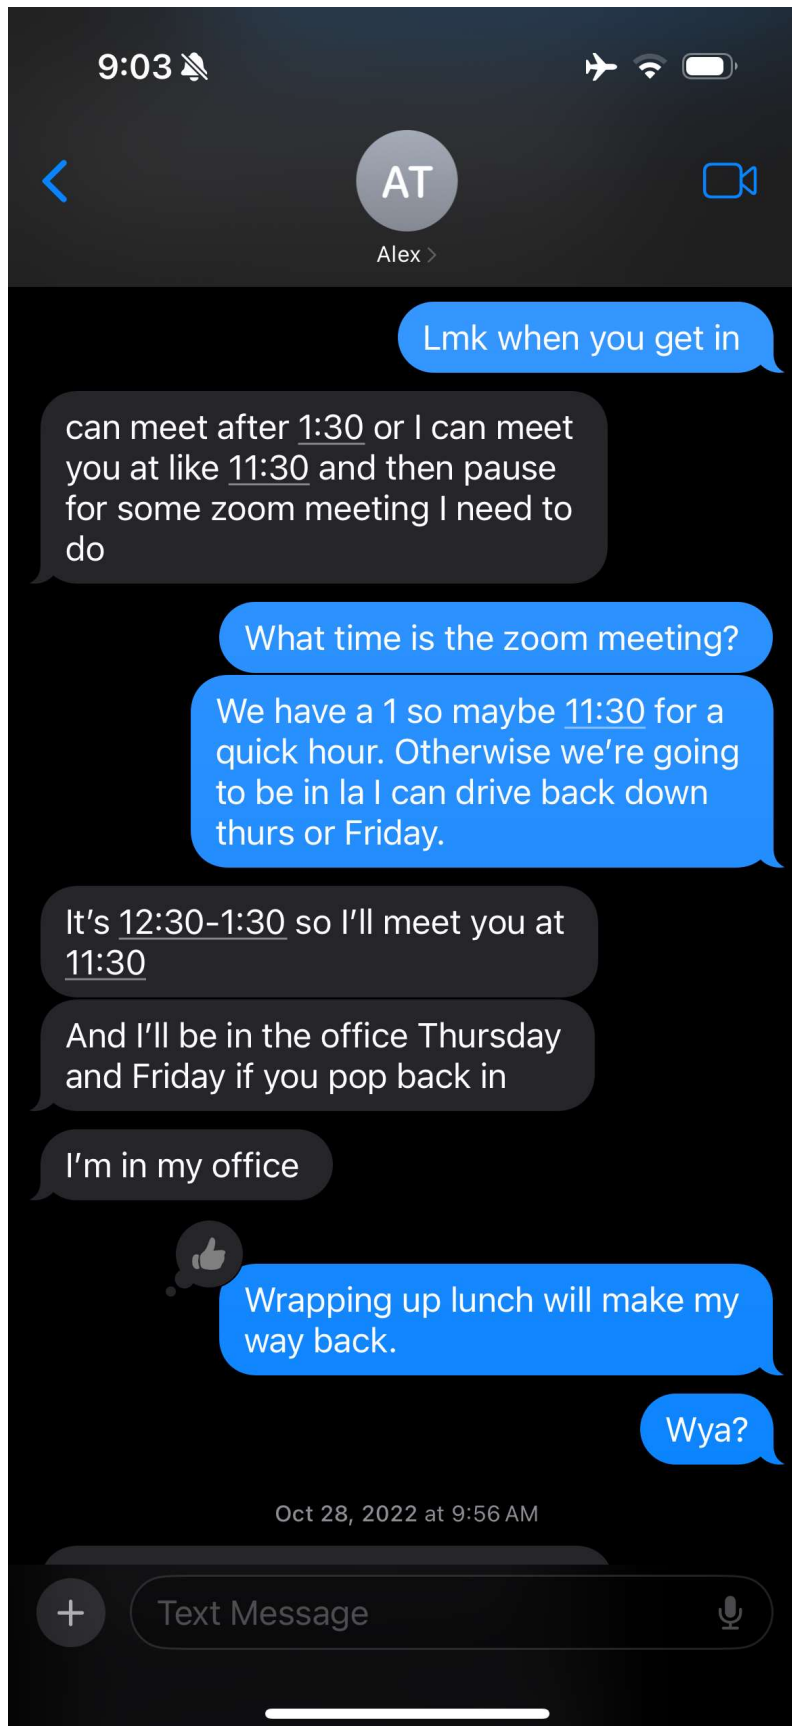 9:03
AT
Alex
Lmk when you get in
can meet after 1:30 or I can meet
you at like 11:30 and then pause
for some zoom meeting I need to
do
What time is the zoom meeting?
We have a 1 so maybe 11:30 for a
quick hour. Otherwise we’re going
to be in la I can drive back down
thurs or Friday.
It’s 12:30-1:30 so I’ll meet you at
11:30
And I’ll be in the office Thursday
and Friday if you pop back in
I’m in my office
Wrapping up lunch will make my
way back.
Wya?
Oct 28, 2022 at 9:56 AM
Text Message